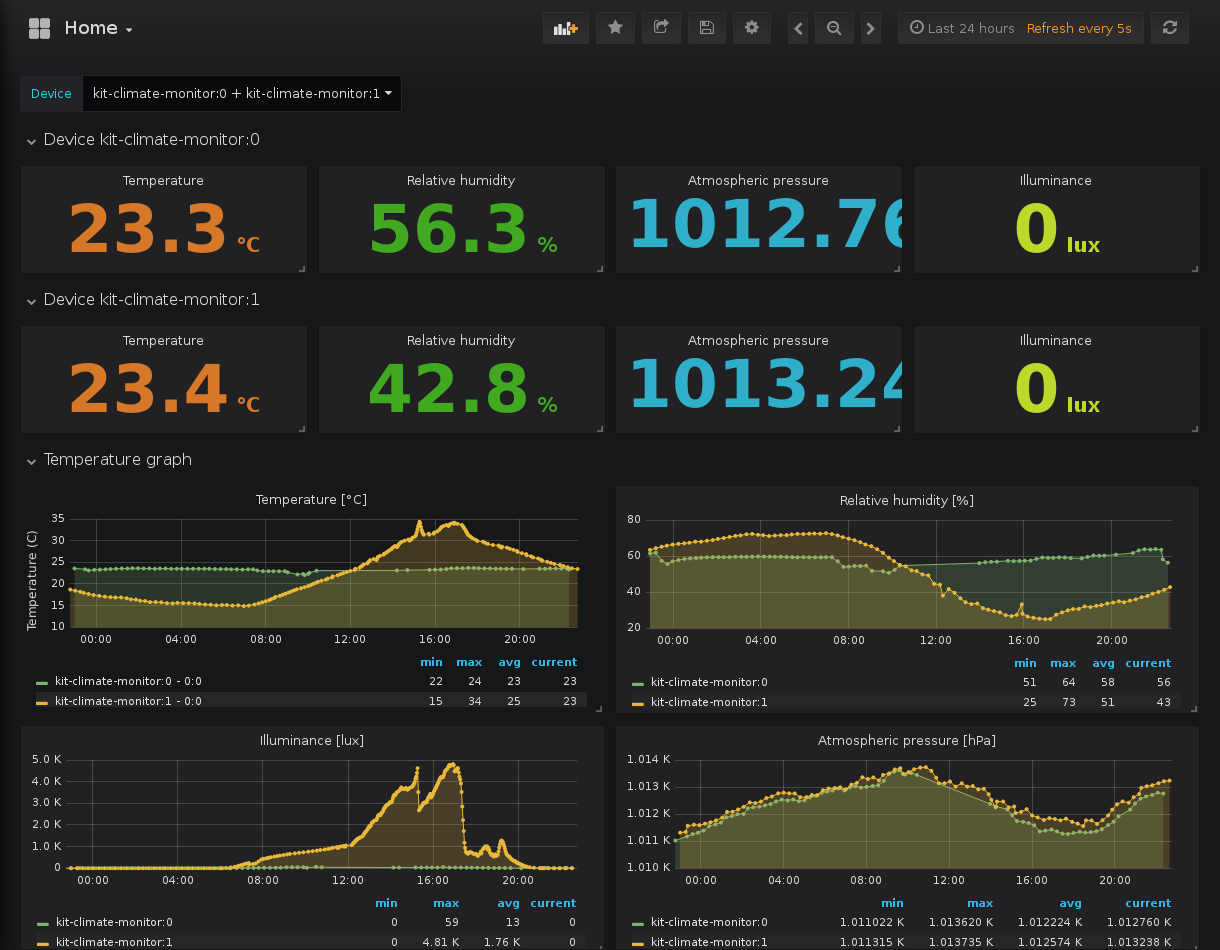 Home
Last 24 hours Refresh every 5s
Device kit-climate-monitor:0 + kit-climate-monitor:1
Device kit-climate-monitor:0
Temperature Relative humidity Atmospheric pressure Illuminance
23.3 °C 56.3 % 1012.76 0 lux
Device kit-climate-monitor:1
Temperature Relative humidity Atmospheric pressure Illuminance
23.4 °C 42.8 % 1013.24 0 lux
Temperature graph
Temperature [°C]
Temperature (C)
35
30
25
20
15
10
00:00 04:00 08:00 12:00 16:00 20:00
min max avg current
kit-climate-monitor:0 - 0:0 22 24 23 23
kit-climate-monitor:1 - 0:0 15 34 25 23
Relative humidity [%]
80
60
40
20
00:00 04:00 08:00 12:00 16:00 20:00
min max avg current
kit-climate-monitor:0 51 64 58 56
kit-climate-monitor:1 25 73 51 43
Illuminance [lux]
5.0 K
4.0 K
3.0 K
2.0 K
1.0 K
0
00:00 04:00 08:00 12:00 16:00 20:00
min max avg current
kit-climate-monitor:0 0 59 13 0
kit-climate-monitor:1 0 4.81 K 1.76 K 0
Atmospheric pressure [hPa]
1.014 K
1.013 K
1.012 K
1.011 K
1.010 K
00:00 04:00 08:00 12:00 16:00 20:00
min max avg current
kit-climate-monitor:0 1.011022 K 1.013620 K 1.012224 K 1.012760 K
kit-climate-monitor:1 1.011315 K 1.013735 K 1.012574 K 1.013238 K